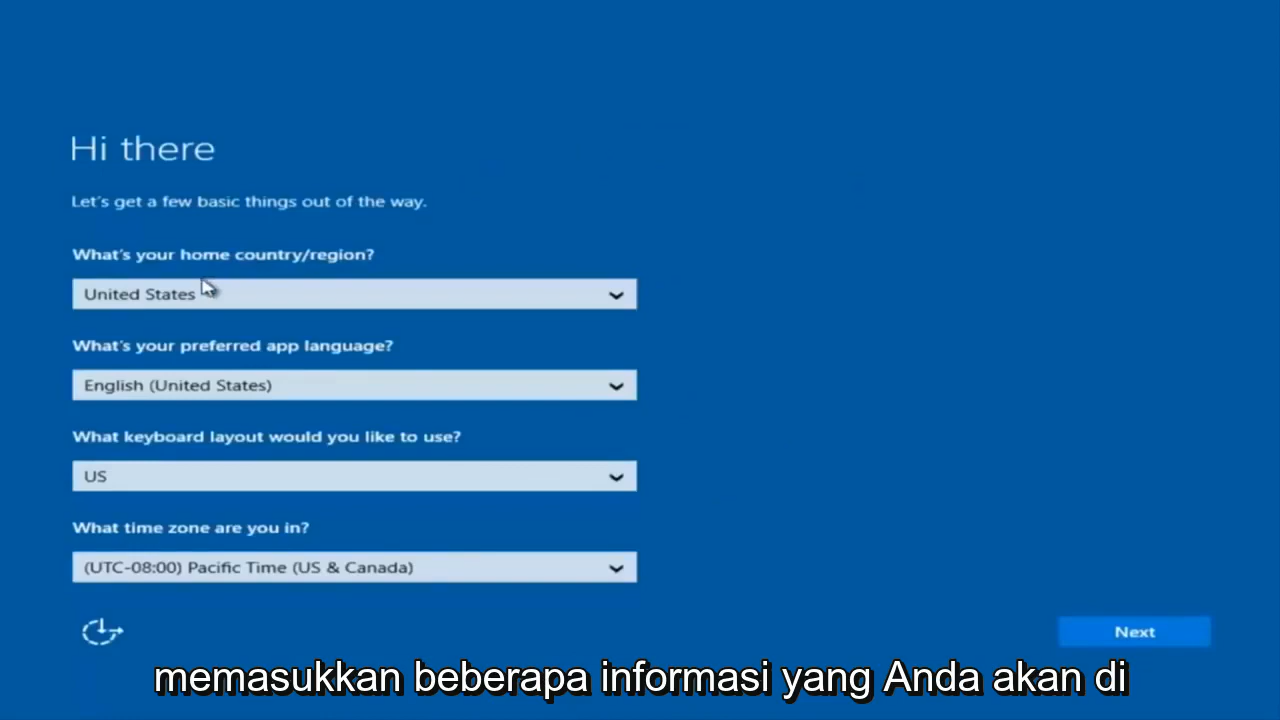 Hi there
Let's get a few basic things out of the way.
What's your home country/region?
United States
What's your preferred app language?
English (United States)
What keyboard layout would you like to use?
US
What time zone are you in?
(UTC-08:00) Pacific Time (US & Canada)
Next
memasukkan beberapa informasi yang Anda akan di